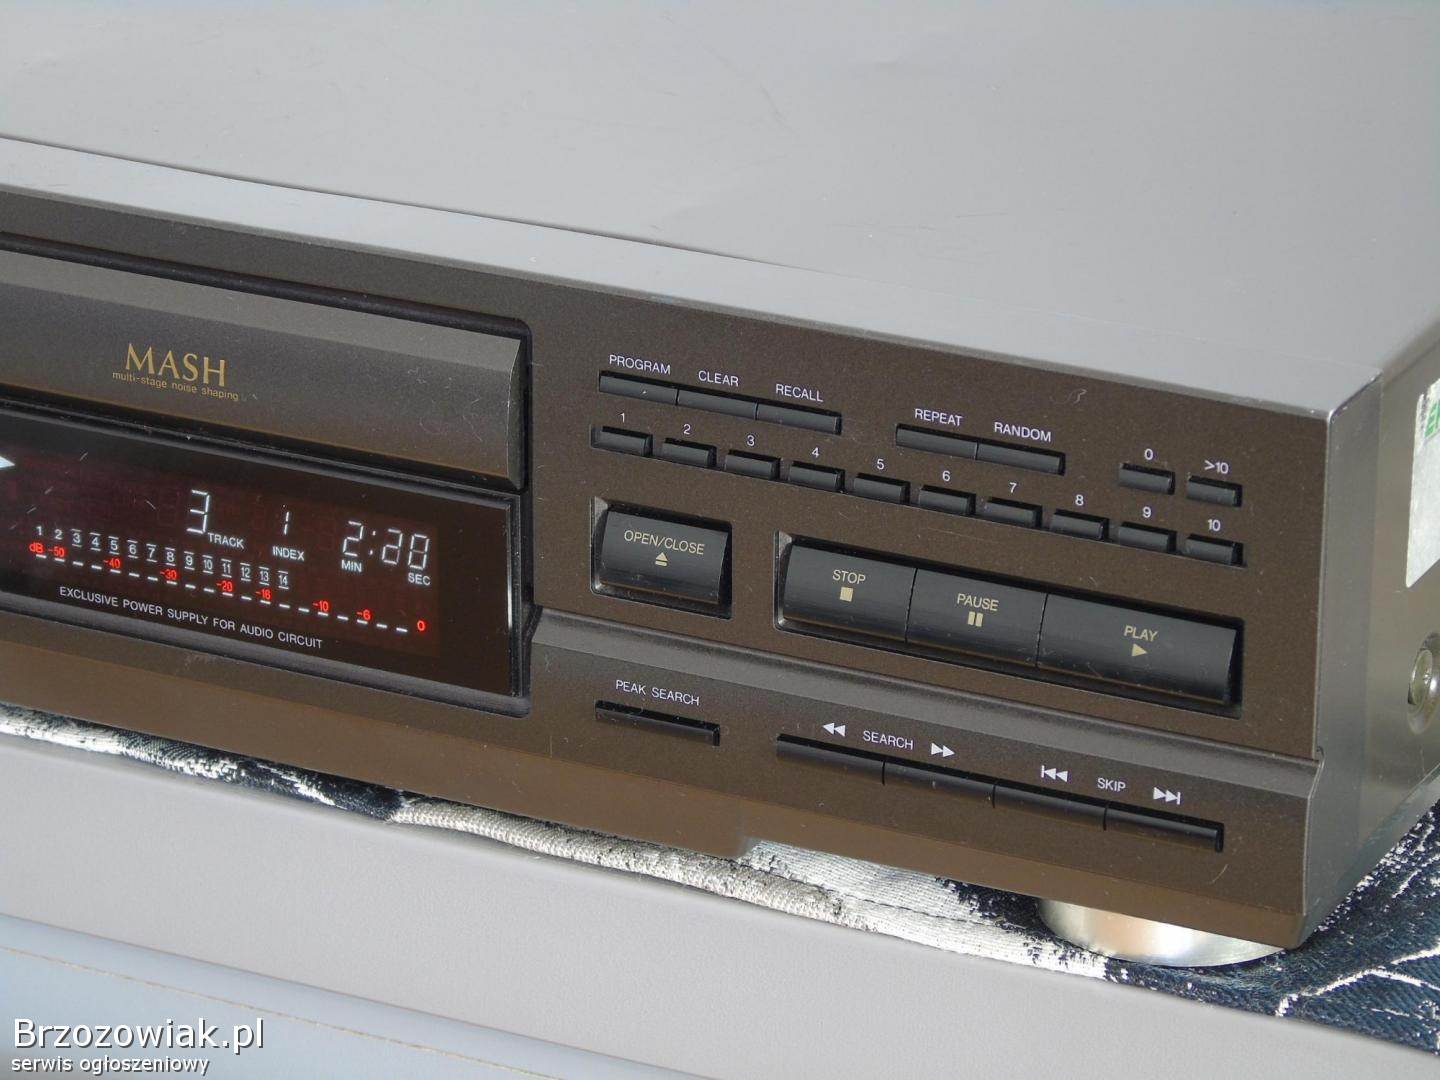 MASH
multi-stage noise shaping
3 TRACK 1 INDEX 2:20 MIN SEC
1 2 3 4 5 6 7 8 9 10 11 12 13 14
dB -50 -40 -30 -20 -16 -10 -6 0
EXCLUSIVE POWER SUPPLY FOR AUDIO CIRCUIT
PROGRAM CLEAR RECALL
REPEAT RANDOM
1 2 3 4 5 6 7 8 9 10
0 >10
OPEN/CLOSE
STOP
PAUSE
PLAY
PEAK SEARCH
SEARCH
SKIP
Brzozowiak.pl
serwis ogłoszeniowy